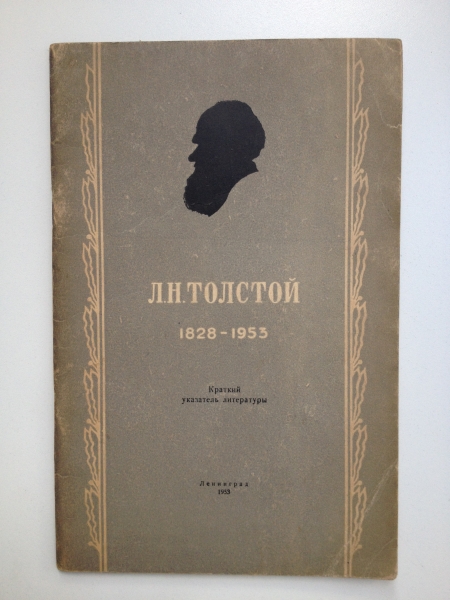 Л.Н.ТОЛСТОЙ
1828-1953
Краткий
указатель литературы
Ленинград
1953